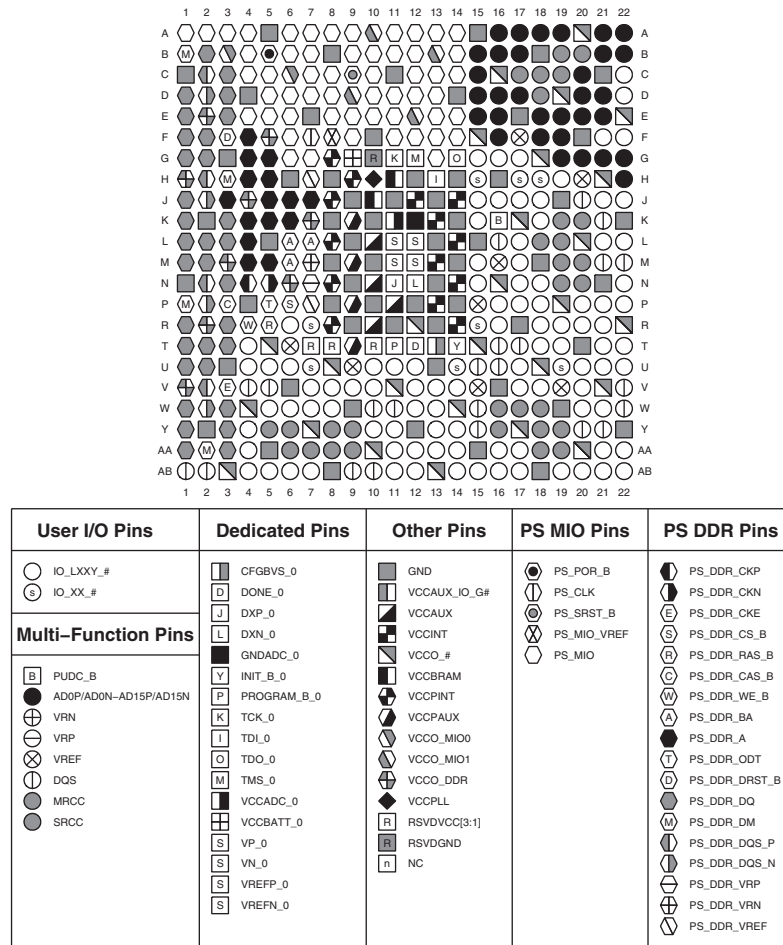 1 2 3 4 5 6 7 8 9 10 11 12 13 14 15 16 17 18 19 20 21 22
A A
B M B
C C
D D
E E
F D F
G R K M O G
H M I s s s H
J J
K B K
L A A S S L
M A S S M
N J L N
P M C T S P
R W R s s R
T R R R P D Y T
U s s s U
V E V
W W
Y Y
AA M AA
AB AB
1 2 3 4 5 6 7 8 9 10 11 12 13 14 15 16 17 18 19 20 21 22
User I/O Pins
IO_LXXY_#
s IO_XX_#
Multi–Function Pins
B PUDC_B
AD0P/AD0N–AD15P/AD15N
VRN
VRP
VREF
DQS
MRCC
SRCC
Dedicated Pins
CFGBVS_0
D DONE_0
J DXP_0
L DXN_0
GNDADC_0
Y INIT_B_0
P PROGRAM_B_0
K TCK_0
I TDI_0
O TDO_0
M TMS_0
VCCADC_0
VCCBATT_0
S VP_0
S VN_0
S VREFP_0
S VREFN_0
Other Pins
GND
VCCAUX_IO_G#
VCCAUX
VCCINT
VCCO_#
VCCBRAM
VCCPINT
VCCPAUX
VCCO_MIO0
VCCO_MIO1
VCCO_DDR
VCCPLL
R RSVDVCC[3:1]
R RSVDGND
n NC
PS MIO Pins
PS_POR_B
PS_CLK
PS_SRST_B
PS_MIO_VREF
PS_MIO
PS DDR Pins
PS_DDR_CKP
PS_DDR_CKN
E PS_DDR_CKE
S PS_DDR_CS_B
R PS_DDR_RAS_B
C PS_DDR_CAS_B
W PS_DDR_WE_B
A PS_DDR_BA
PS_DDR_A
T PS_DDR_ODT
D PS_DDR_DRST_B
PS_DDR_DQ
M PS_DDR_DM
PS_DDR_DQS_P
PS_DDR_DQS_N
PS_DDR_VRP
PS_DDR_VRN
PS_DDR_VREF